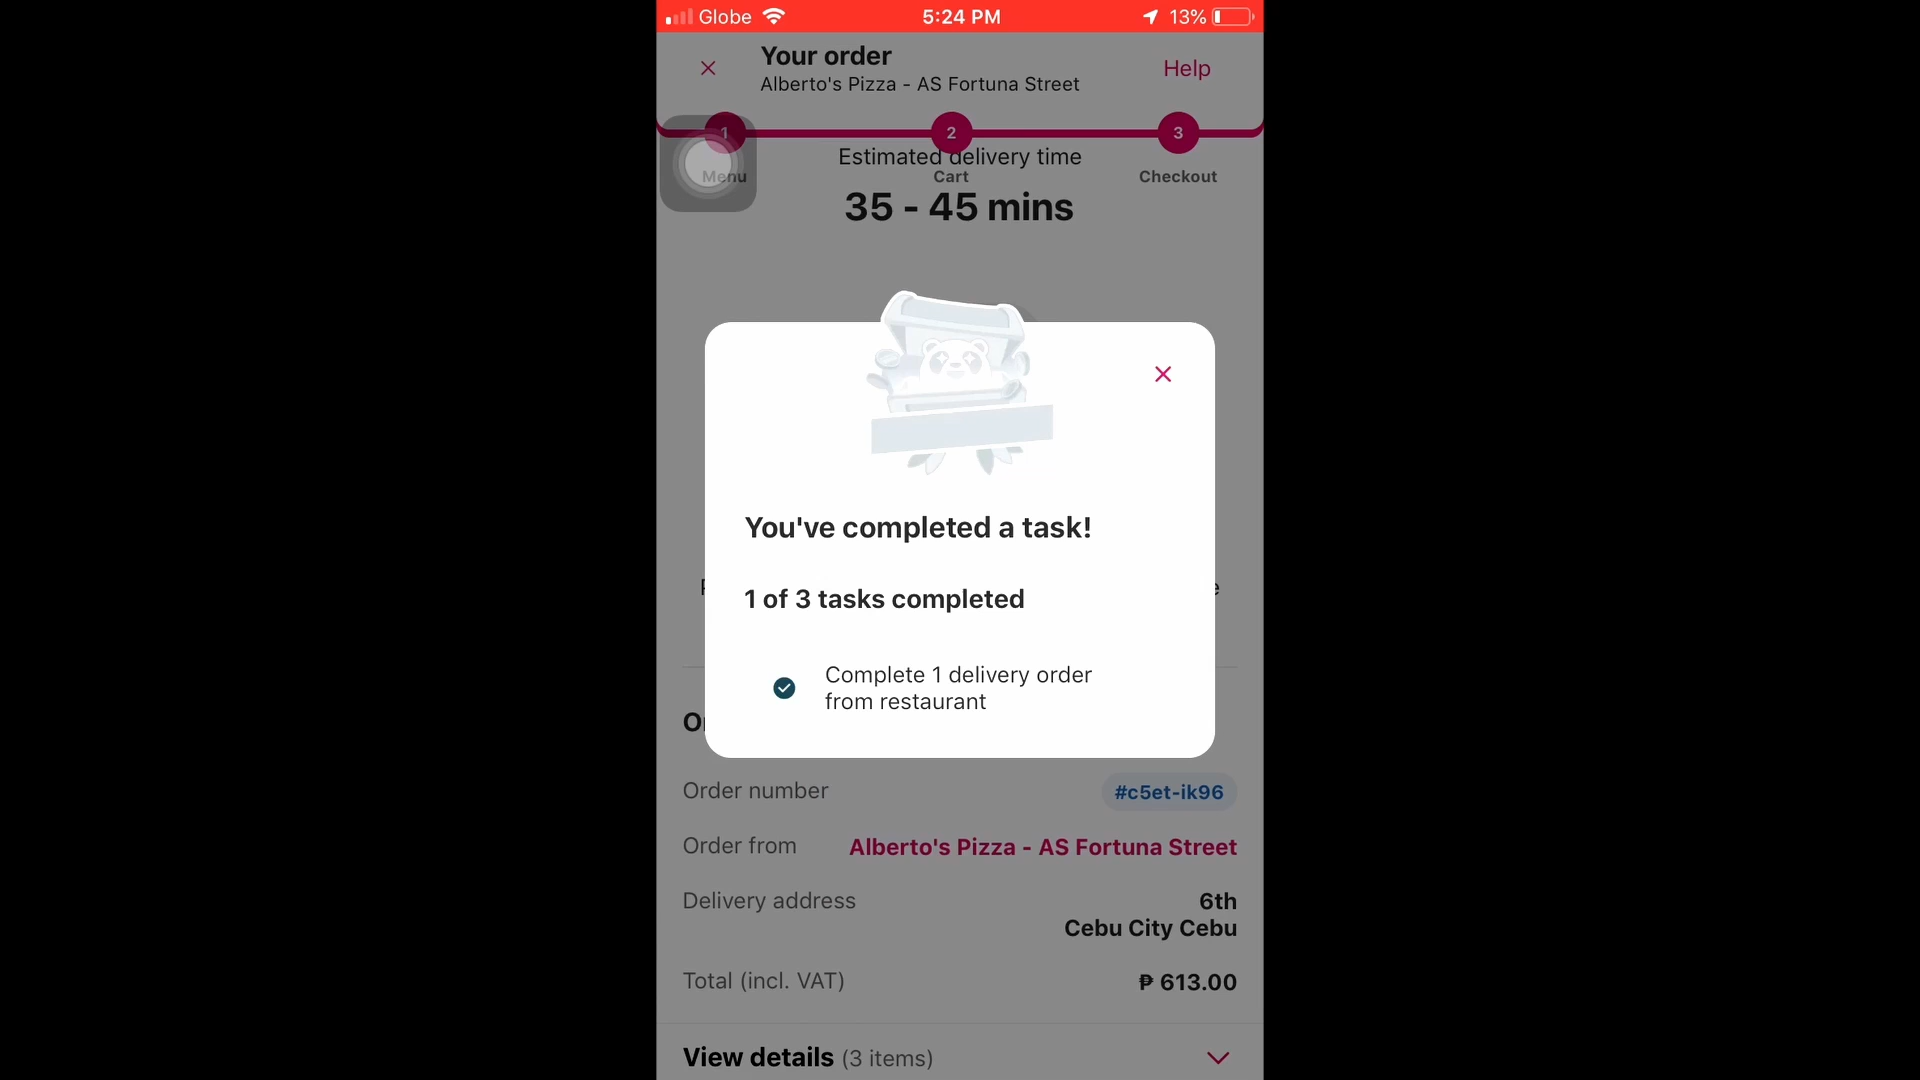 Globe
5:24 PM
13%
Your order
Alberto's Pizza - AS Fortuna Street
Help
1
2
3
Estimated delivery time
Menu
Cart
Checkout
35 - 45 mins
You've completed a task!
1 of 3 tasks completed
Complete 1 delivery order
from restaurant
Order number
#c5et-ik96
Order from
Alberto's Pizza - AS Fortuna Street
Delivery address
6th
Cebu City Cebu
Total (incl. VAT)
₱ 613.00
View details (3 items)